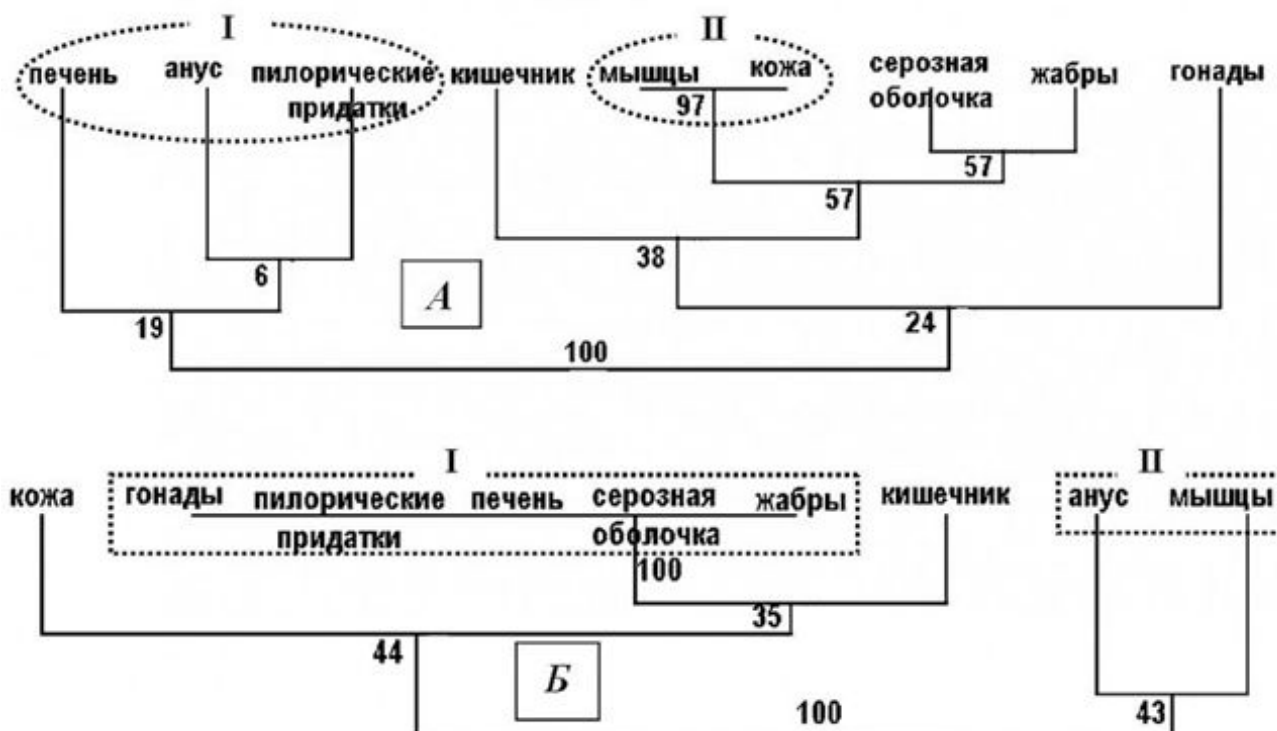 I II
печень анус пилорические придатки кишечник мышцы кожа серозная оболочка жабры гонады
97
57
57
38
6
А
19
24
100
I II
кожа гонады пилорические придатки печень серозная оболочка жабры кишечник анус мышцы
100
35
44
Б
100
43